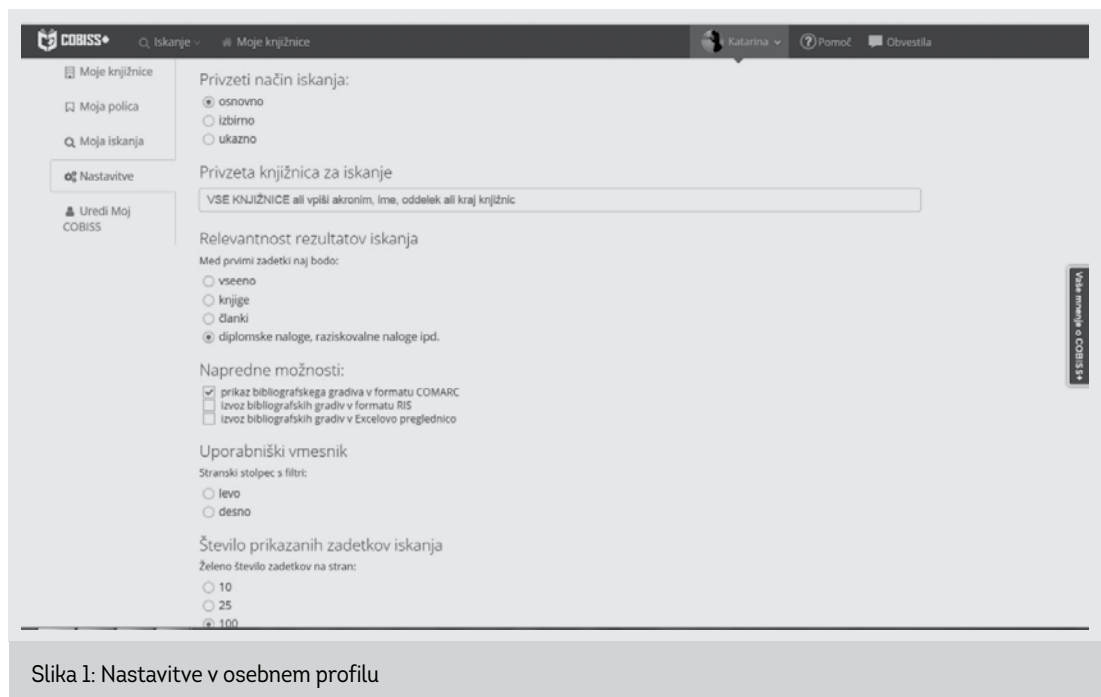 COBISS+ Iskanje Moje knjižnice Katarina Pomoč Obvestila
Moje knjižnice
Moja polica
Moja iskanja
Nastavitve
Uredi Moj
COBISS
Privzeti način iskanja:
osnovno
izbirno
ukazno
Privzeta knjižnica za iskanje
VSE KNJIŽNICE ali vpiši akronim, ime, oddelek ali kraj knjižnic
Relevantnost rezultatov iskanja
Med prvimi zadetki naj bodo:
vseeno
knjige
članki
diplomske naloge, raziskovalne naloge ipd.
Napredne možnosti:
prikaz bibliografskega gradiva v formatu COMARC
izvoz bibliografskih gradiv v formatu RIS
izvoz bibliografskih gradiv v Excelovo preglednico
Uporabniški vmesnik
Stranski stolpec s filtri:
levo
desno
Število prikazanih zadetkov iskanja
Želeno število zadetkov na stran:
10
25
100
Vaše mnenje o COBISS+
Slika 1: Nastavitve v osebnem profilu